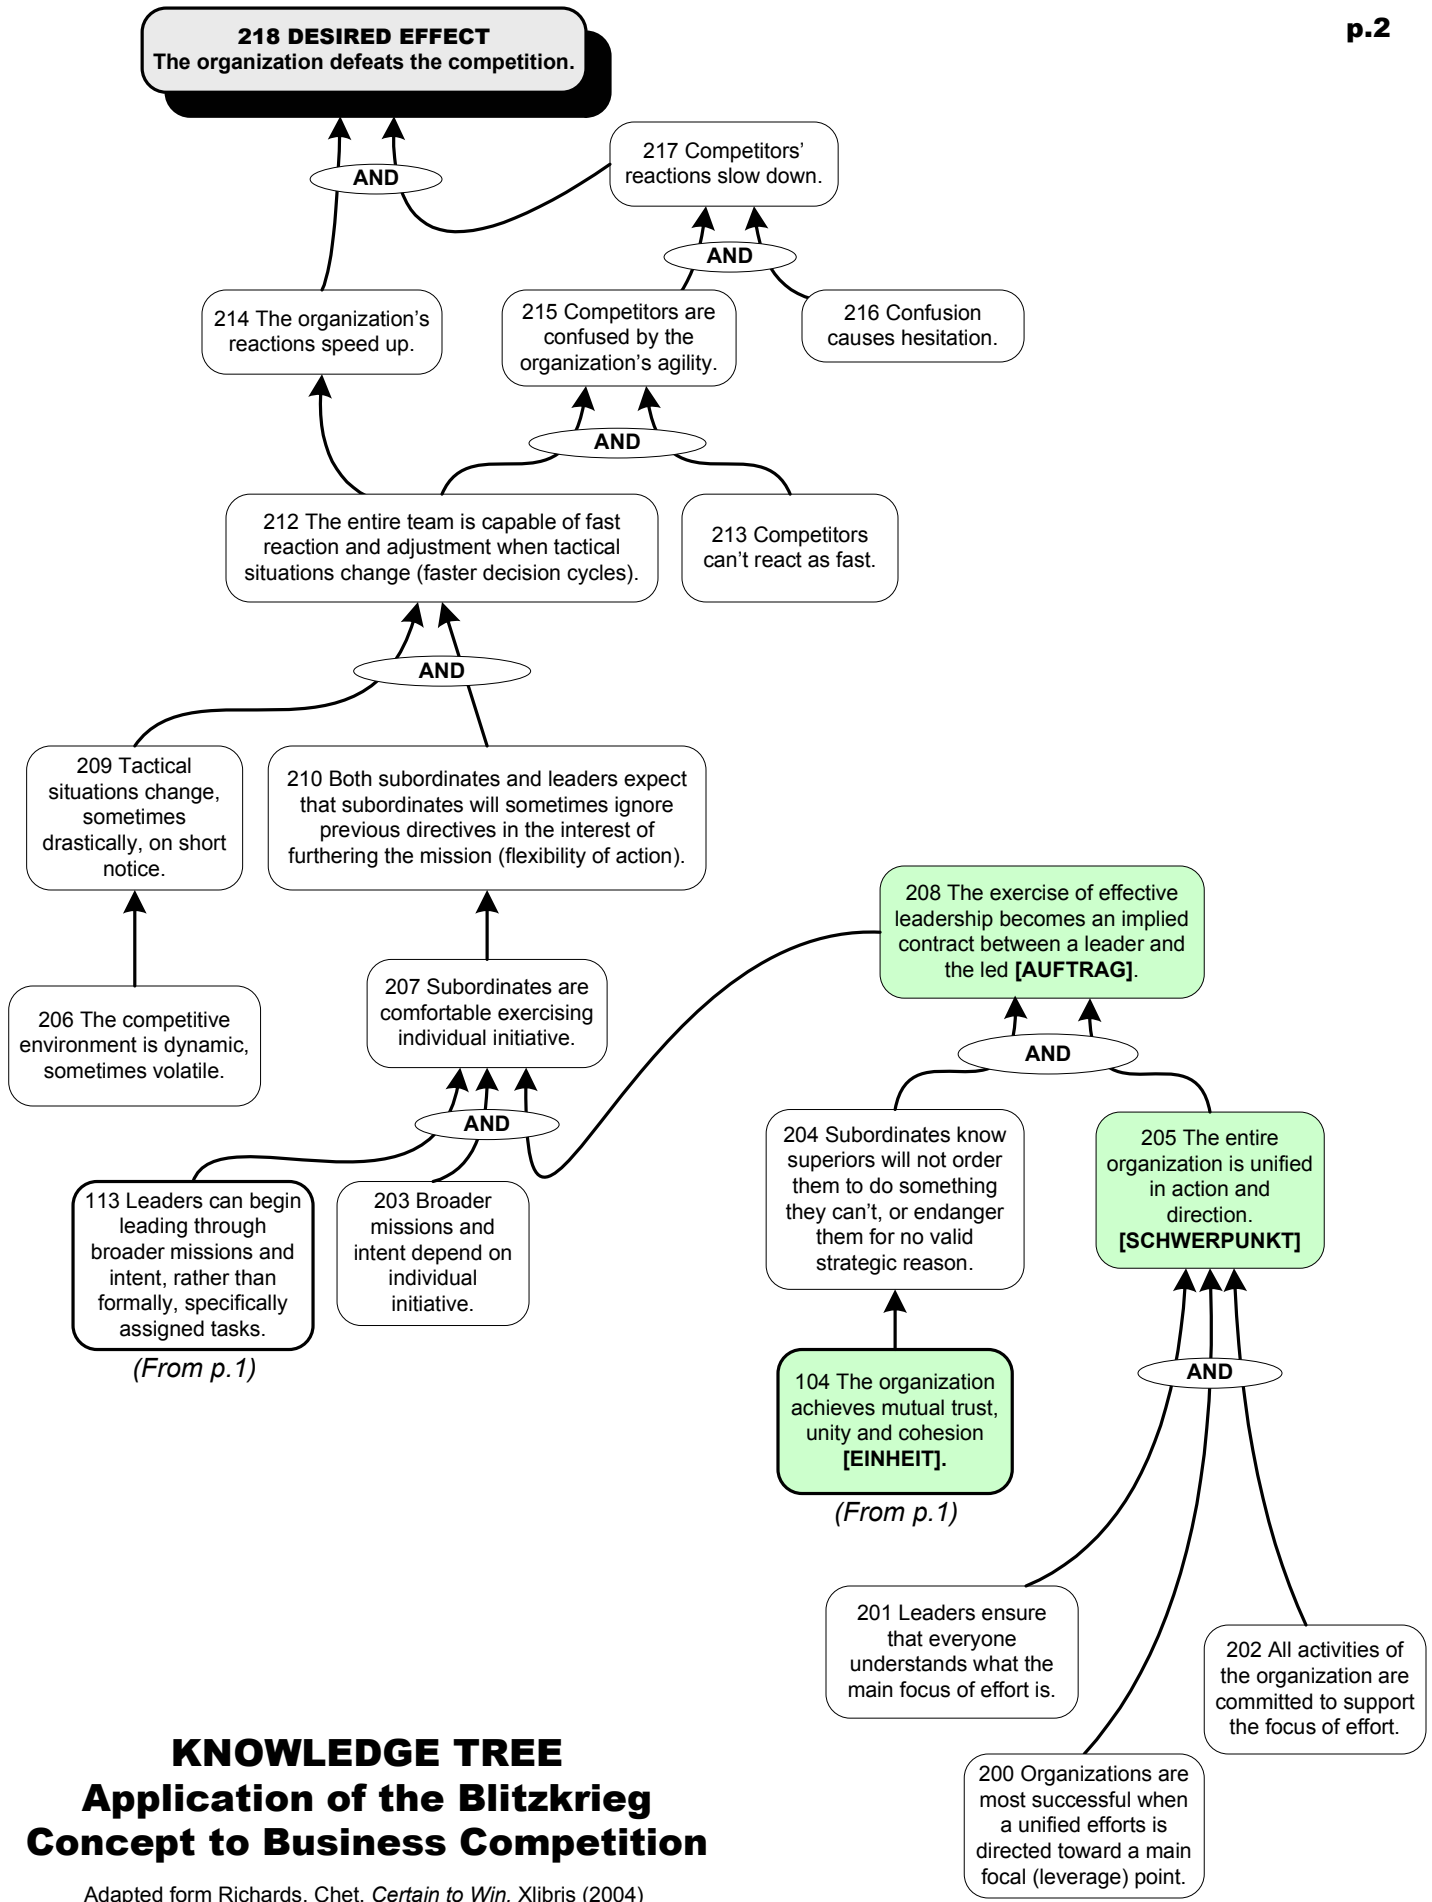 p.2
218 DESIRED EFFECT
The organization defeats the competition.
AND
217 Competitors'
reactions slow down.
AND
214 The organization's
reactions speed up.
215 Competitors are
confused by the
organization's agility.
216 Confusion
causes hesitation.
AND
212 The entire team is capable of fast
reaction and adjustment when tactical
situations change (faster decision cycles).
213 Competitors
can't react as fast.
AND
209 Tactical
situations change,
sometimes
drastically, on short
notice.
210 Both subordinates and leaders expect
that subordinates will sometimes ignore
previous directives in the interest of
furthering the mission (flexibility of action).
208 The exercise of effective
leadership becomes an implied
contract between a leader and
the led [AUFTRAG].
206 The competitive
environment is dynamic,
sometimes volatile.
207 Subordinates are
comfortable exercising
individual initiative.
AND
AND
113 Leaders can begin
leading through
broader missions and
intent, rather than
formally, specifically
assigned tasks.
(From p.1)
203 Broader
missions and
intent depend on
individual
initiative.
204 Subordinates know
superiors will not order
them to do something
they can't, or endanger
them for no valid
strategic reason.
205 The entire
organization is unified
in action and
direction.
[SCHWERPUNKT]
AND
104 The organization
achieves mutual trust,
unity and cohesion
[EINHEIT].
(From p.1)
201 Leaders ensure
that everyone
understands what the
main focus of effort is.
202 All activities of
the organization are
committed to support
the focus of effort.
200 Organizations are
most successful when
a unified efforts is
directed toward a main
focal (leverage) point.
KNOWLEDGE TREE
Application of the Blitzkrieg
Concept to Business Competition
Adapted form Richards, Chet, Certain to Win, Xlibris (2004)